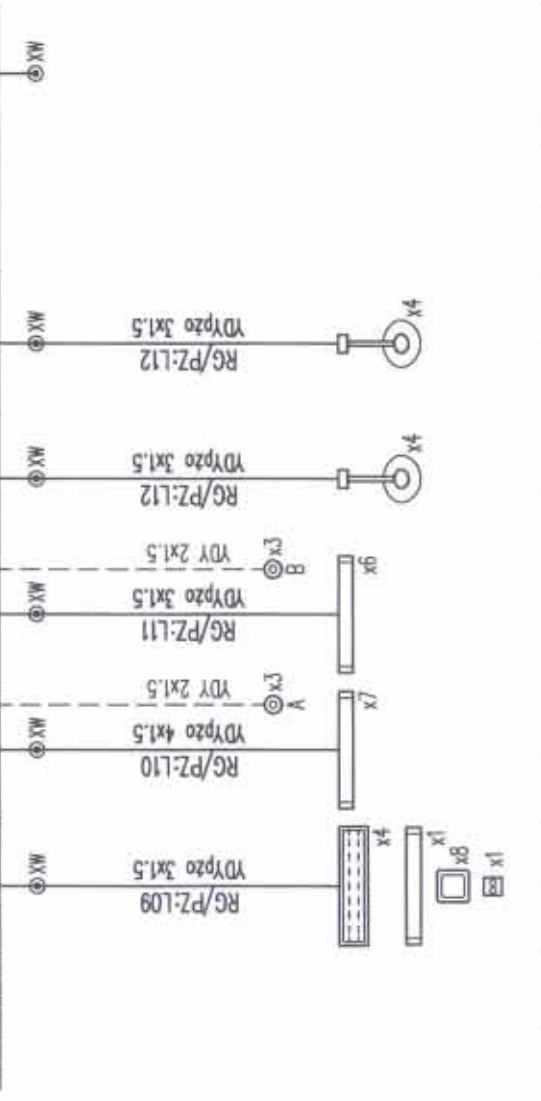 XW
XW
YDYpżo 3x1.5
RG/PZ:L12
x4
XW
YDYpżo 3x1.5
RG/PZ:L12
x4
YDY 2x1.5
x3
B
XW
YDYpżo 3x1.5
RG/PZ:L11
x6
YDY 2x1.5
x3
A
XW
YDYpżo 4x1.5
RG/PZ:L10
x7
XW
YDYpżo 3x1.5
RG/PZ:L09
x4
x1
x8
x1